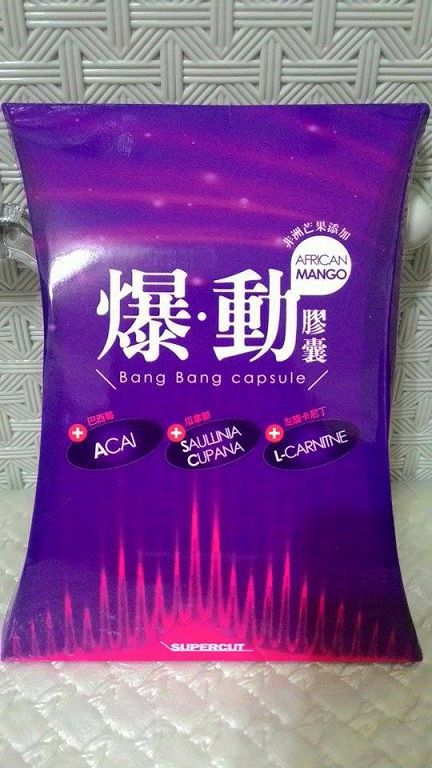 非洲芒果添加
AFRICAN
MANGO
爆·動
膠囊
Bang Bang capsule
巴西莓
ACAI
瓜拿那
SAULLINIA
CUPANA
左旋卡尼丁
L-CARNITNE
SUPERCUT